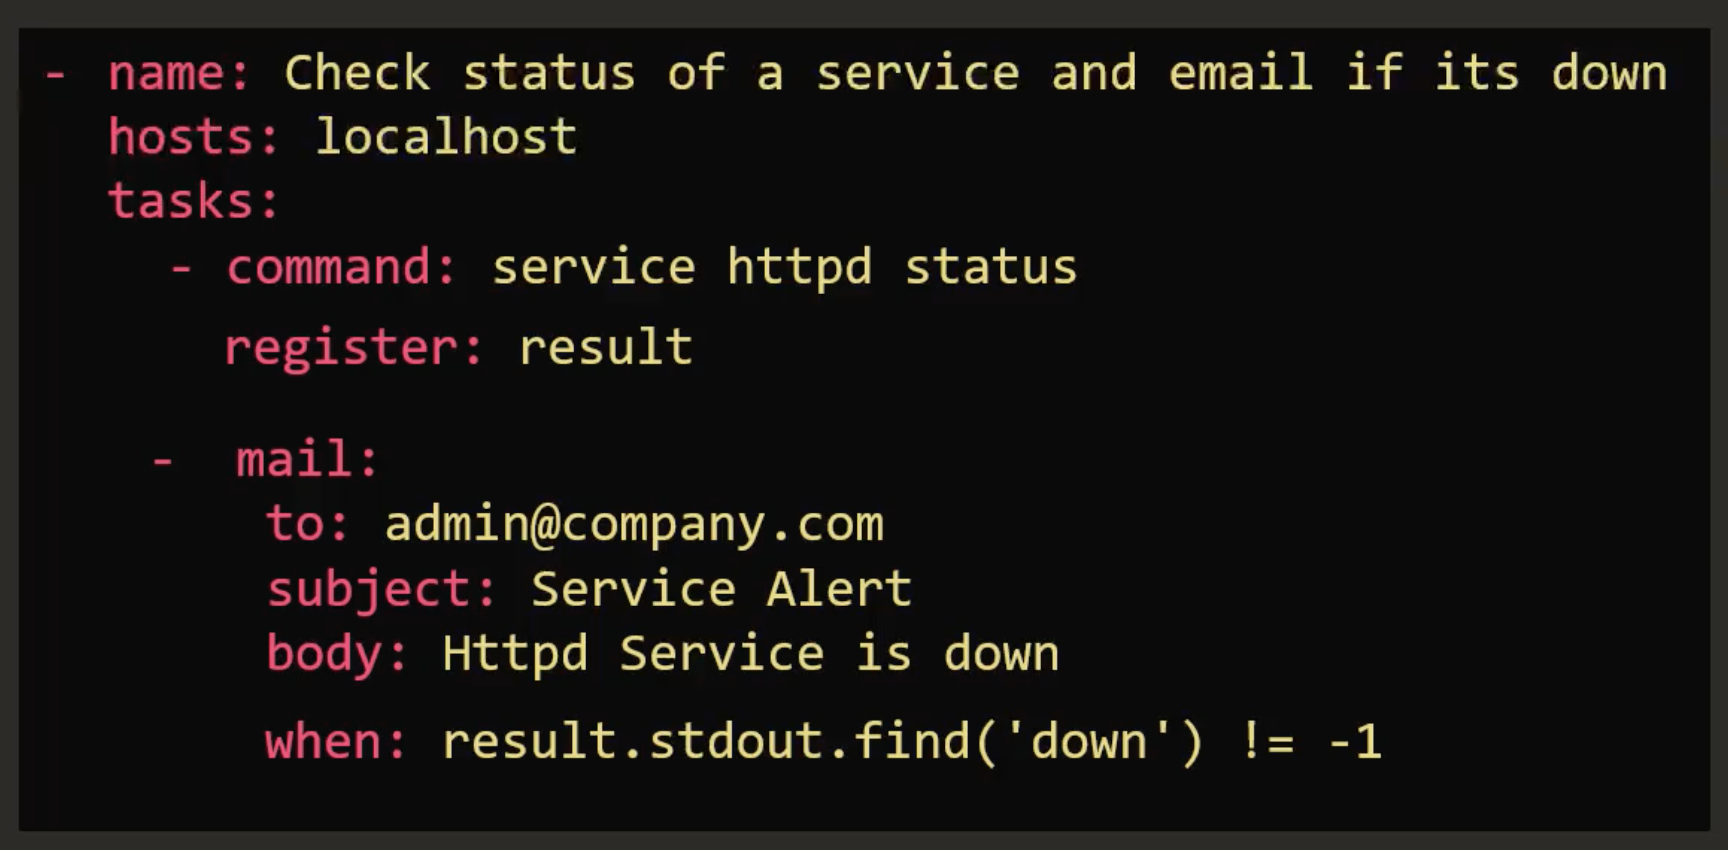 - name: Check status of a service and email if its down
  hosts: localhost
  tasks:
    - command: service httpd status
      register: result
    - mail:
        to: admin@company.com
        subject: Service Alert
        body: Httpd Service is down
        when: result.stdout.find('down') != -1